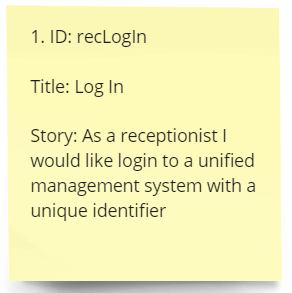 1. ID: recLogIn
Title: Log In
Story: As a receptionist I
would like login to a unified
management system with a
unique identifier